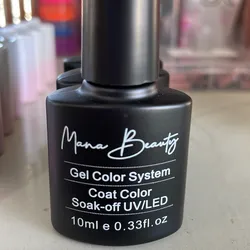 Mana Beauty
Gel Color System
Coat Color
Soak-off UV/LED
10ml e 0.33fl.oz